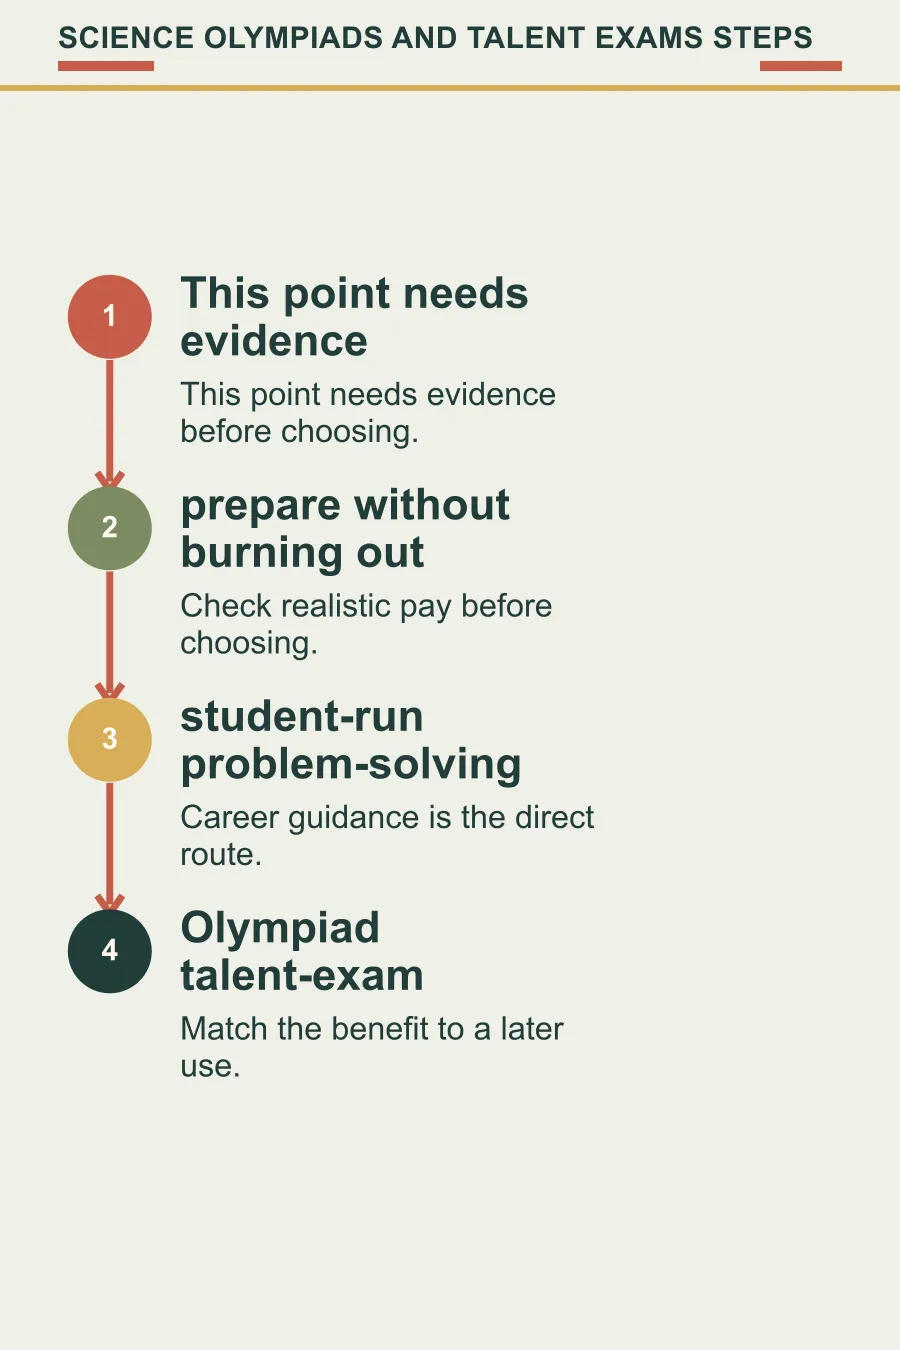 SCIENCE OLYMPIADS AND TALENT EXAMS STEPS
1
This point needs
evidence
This point needs evidence
before choosing.
2
prepare without
burning out
Check realistic pay before
choosing.
3
student-run
problem-solving
Career guidance is the direct
route.
4
Olympiad
talent-exam
Match the benefit to a later
use.